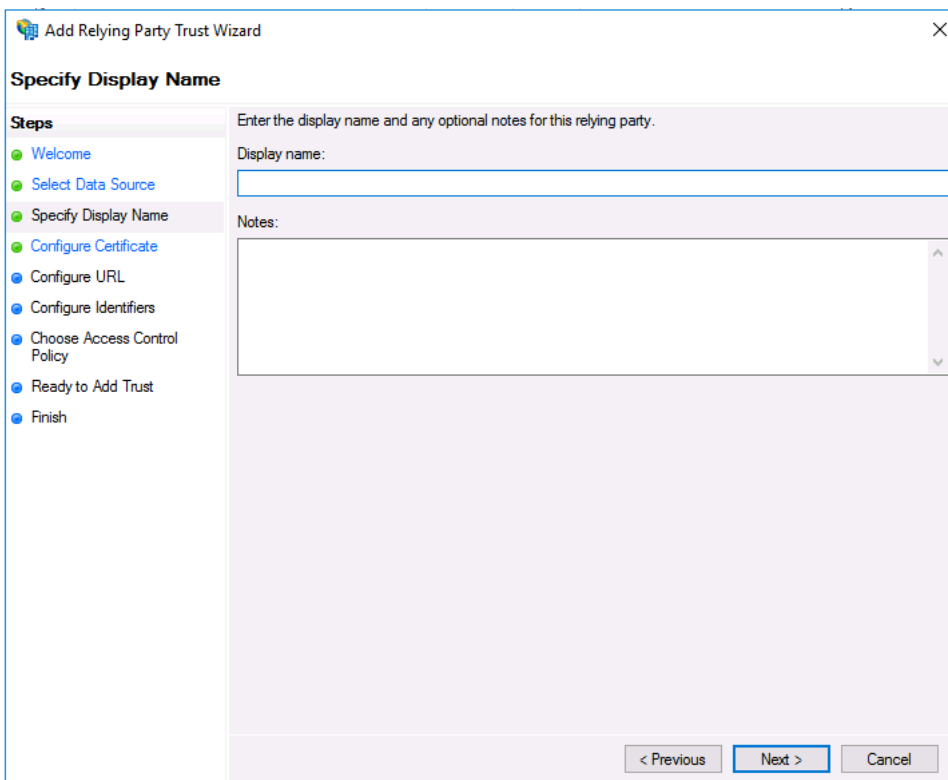 Add Relying Party Trust Wizard
Specify Display Name
Steps
Welcome
Select Data Source
Specify Display Name
Configure Certificate
Configure URL
Configure Identifiers
Choose Access Control
Policy
Ready to Add Trust
Finish
Enter the display name and any optional notes for this relying party.
Display name:
Notes:
< Previous
Next >
Cancel